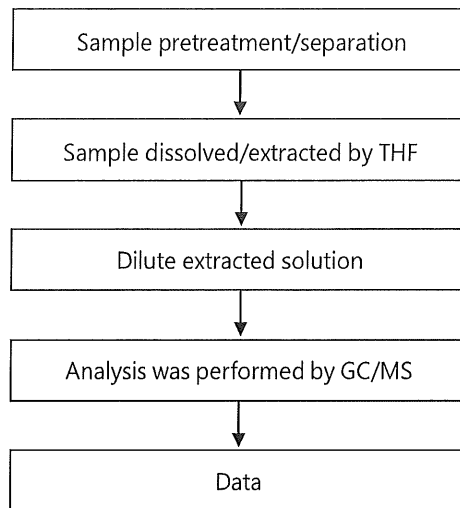 Sample pretreatment/separation
Sample dissolved/extracted by THF
Dilute extracted solution
Analysis was performed by GC/MS
Data